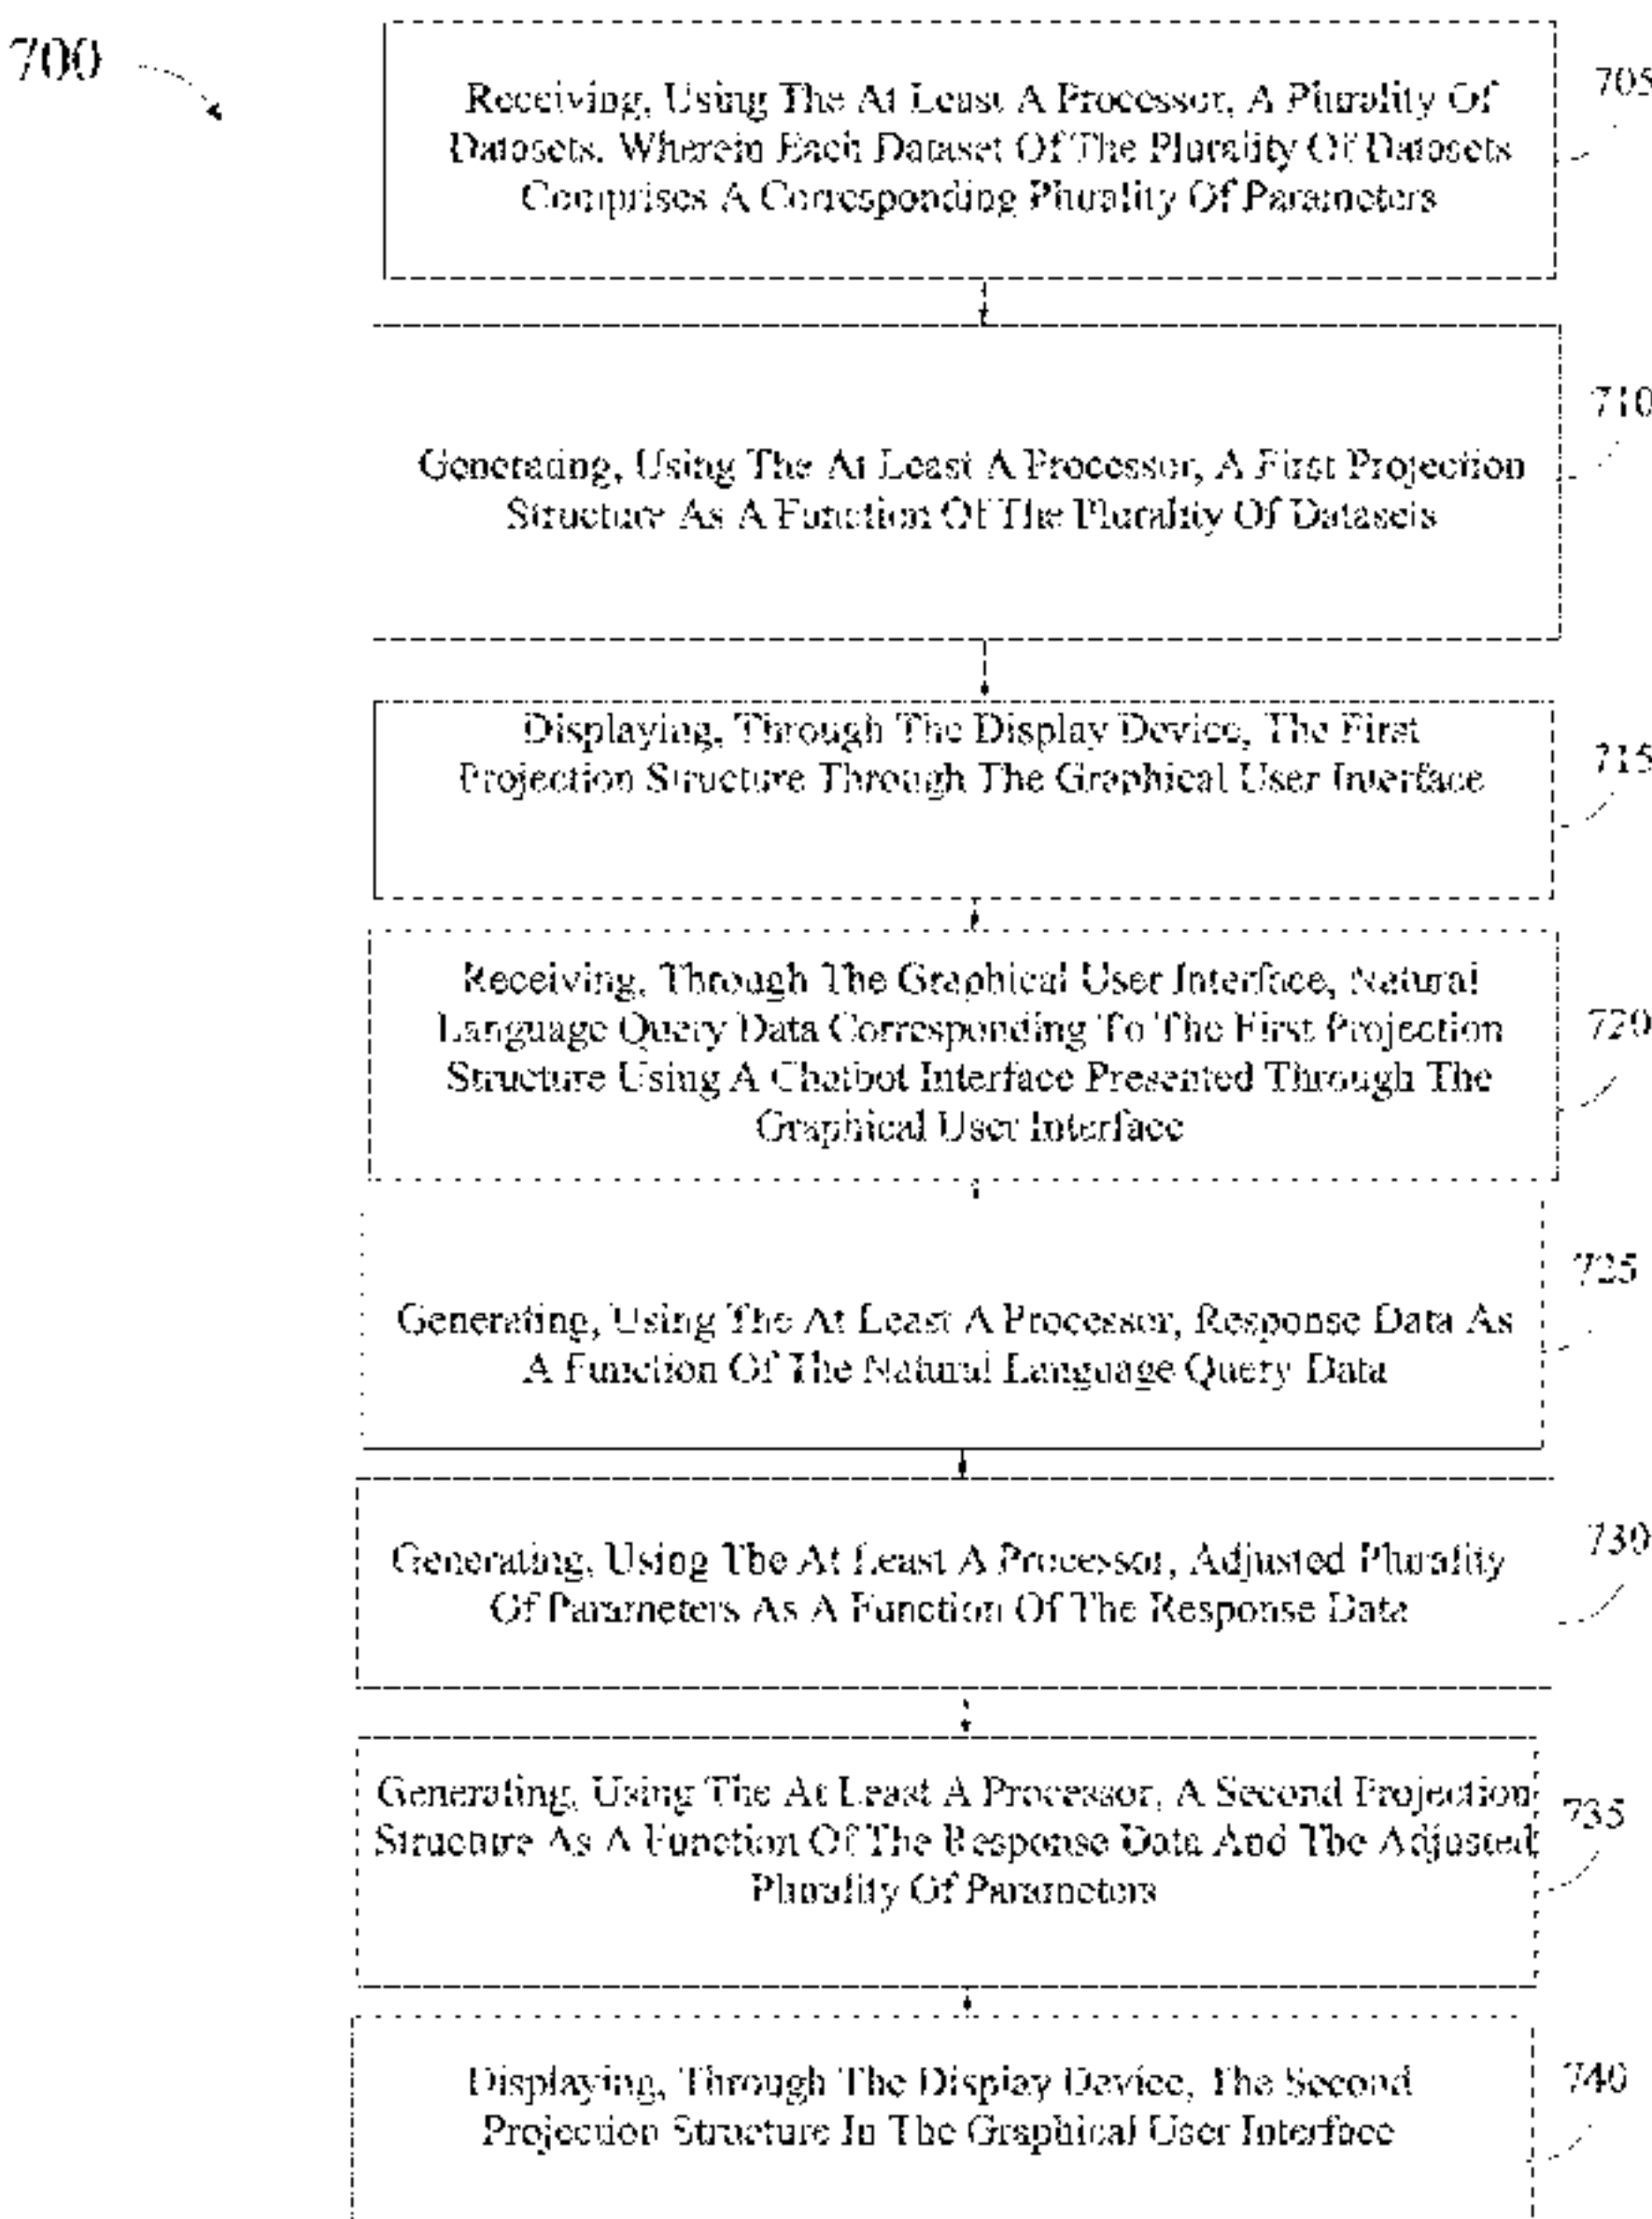 700
Receiving, Using The At Least A Processor, A Plurality Of
Datasets, Wherein Each Dataset Of The Plurality Of Datasets
Comprises A Corresponding Plurality Of Parameters
705
Generating, Using The At Least A Processor, A First Projection
Structure As A Function Of The Plurality Of Datasets
710
Displaying, Through The Display Device, The First
Projection Structure Through The Graphical User Interface
715
Receiving, Through The Graphical User Interface, Natural
Language Query Data Corresponding To The First Projection
Structure Using A Chatbot Interface Presented Through The
Graphical User Interface
720
Generating, Using The At Least A Processor, Response Data As
A Function Of The Natural Language Query Data
725
Generating, Using The At Least A Processor, Adjusted Plurality
Of Parameters As A Function Of The Response Data
730
Generating, Using The At Least A Processor, A Second Projection
Structure As A Function Of The Response Data And The Adjusted
Plurality Of Parameters
735
Displaying, Through The Display Device, The Second
Projection Structure In The Graphical User Interface
740